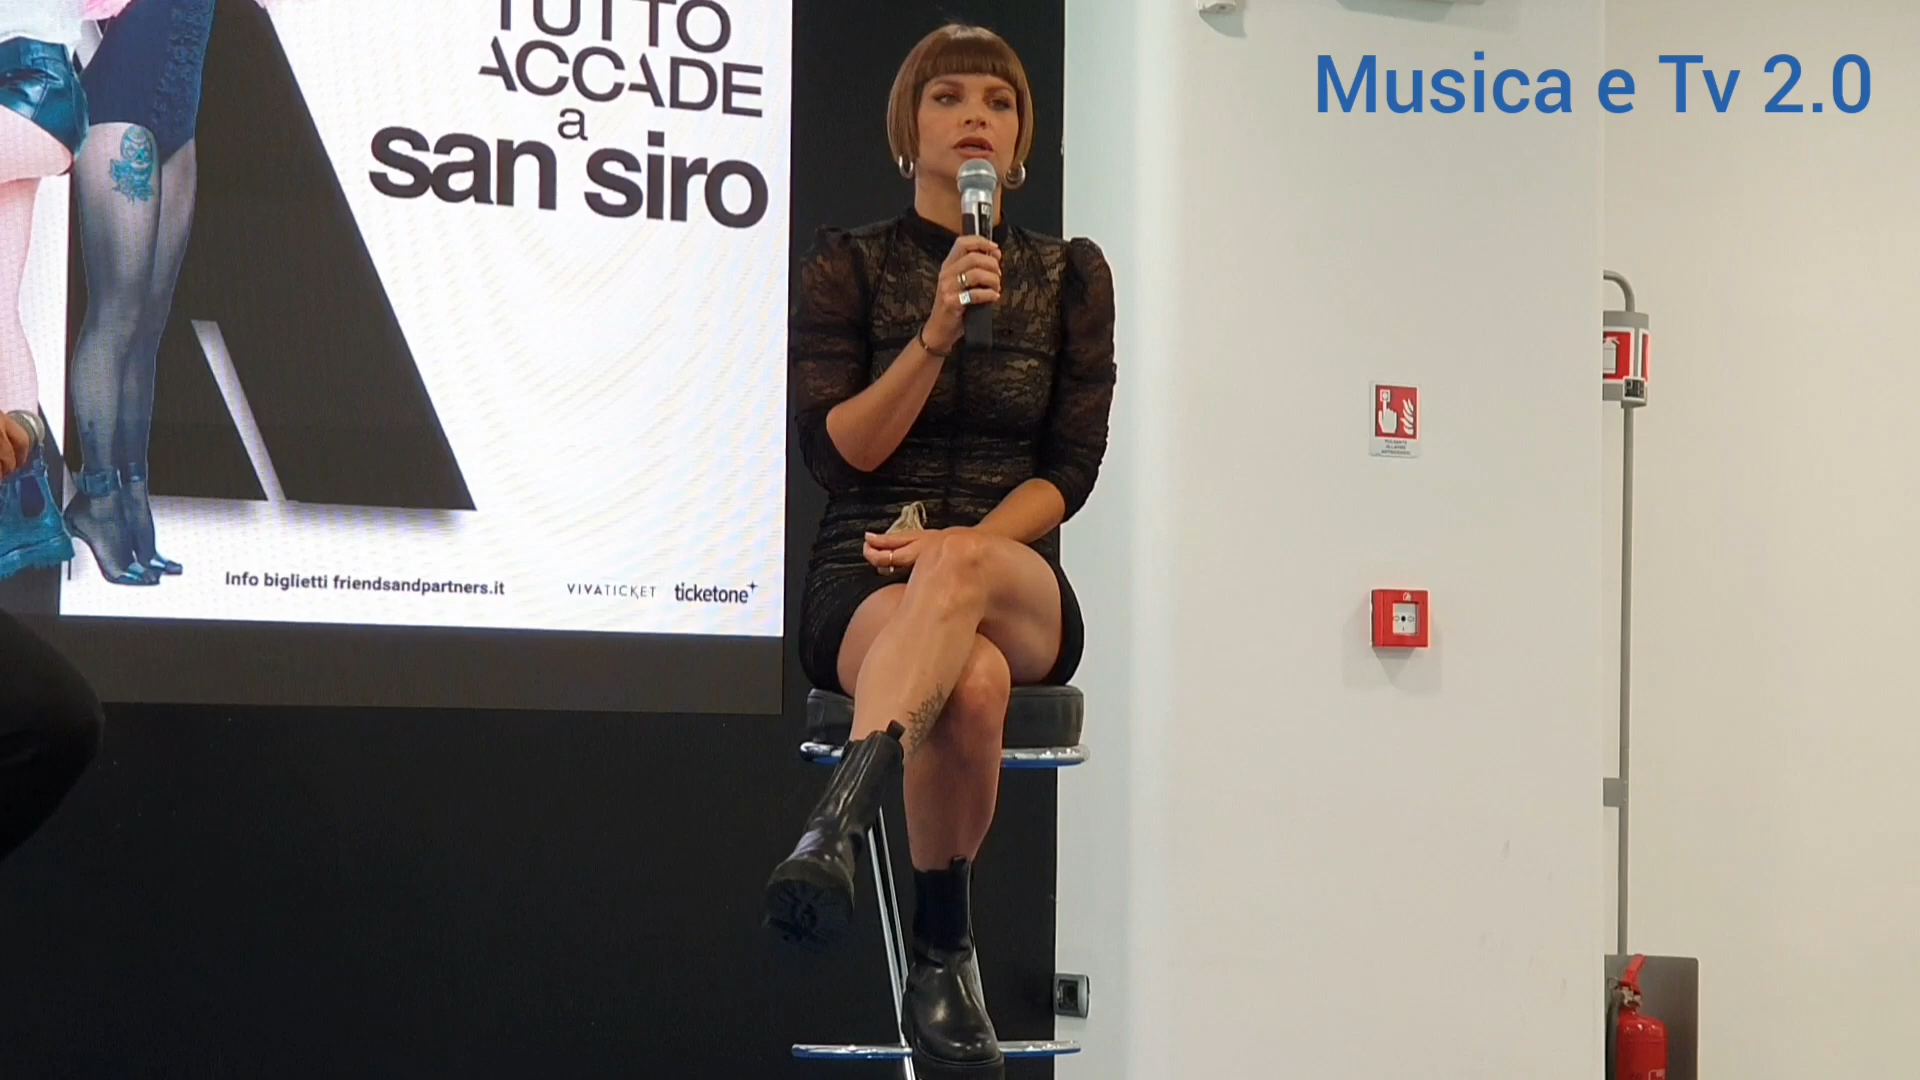 Musica e Tv 2.0
TUTTO
ACCADE
a
san siro
Info biglietti friendsandpartners.it
VIVATICKET
ticketone